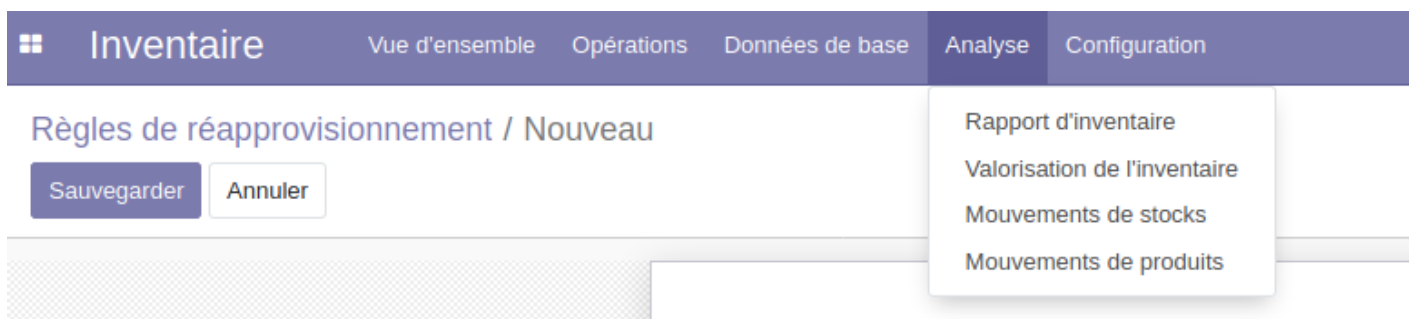 Inventaire Vue d'ensemble Opérations Données de base Analyse Configuration
Règles de réapprovisionnement / Nouveau
Sauvegarder Annuler
Rapport d'inventaire
Valorisation de l'inventaire
Mouvements de stocks
Mouvements de produits